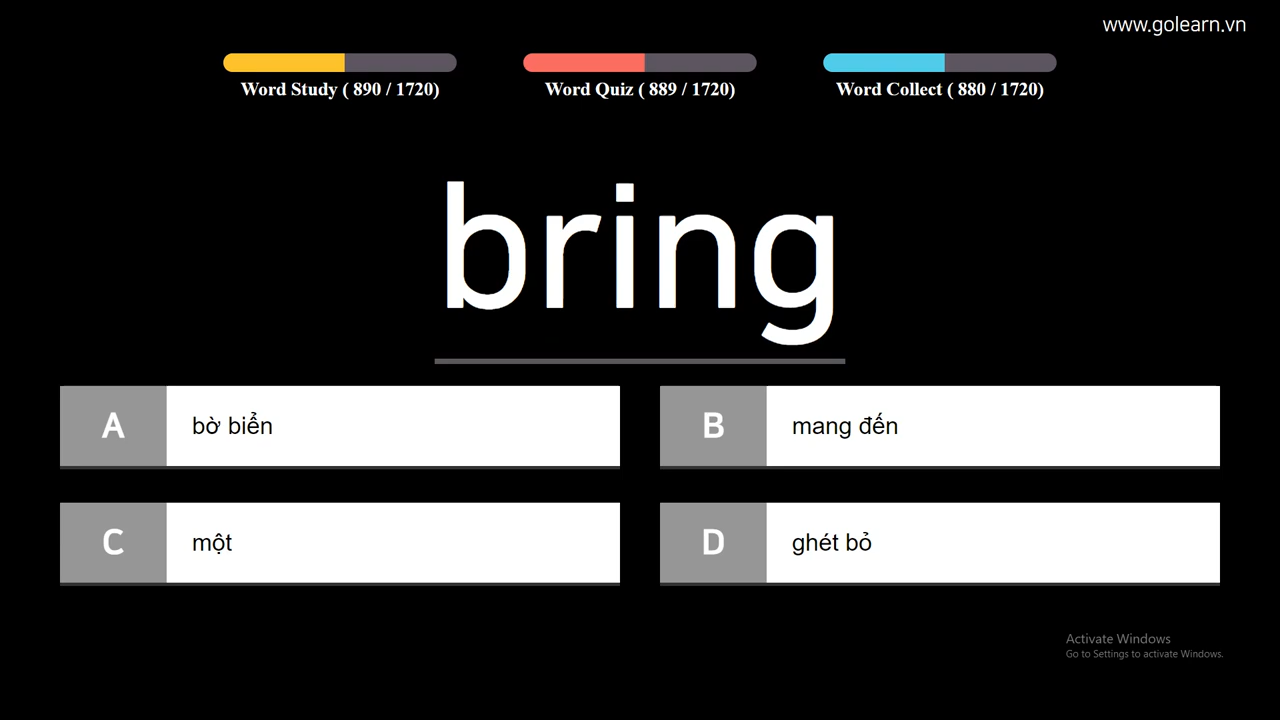 www.golearn.vn
Word Study ( 890 / 1720)
Word Quiz ( 889 / 1720)
Word Collect ( 880 / 1720)
bring
A bờ biển
B mang đến
C một
D ghét bỏ
Activate Windows
Go to Settings to activate Windows.